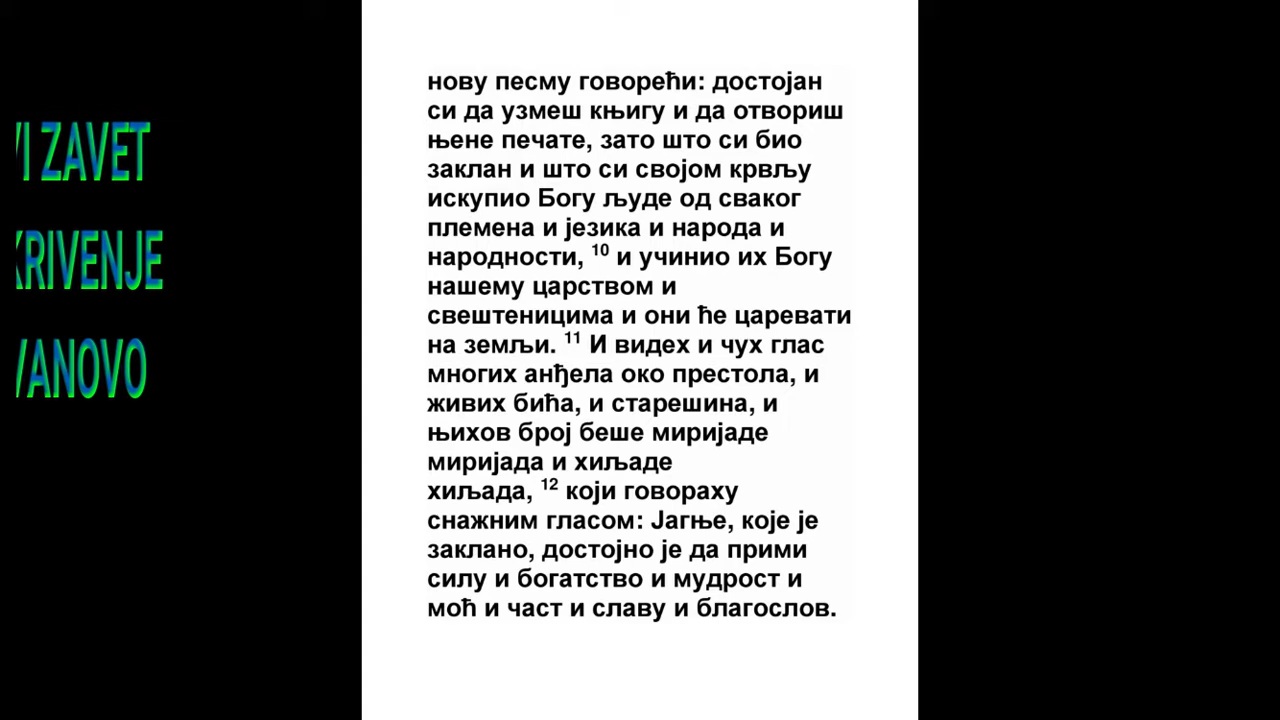 VI ZAVET
KRIVENJE
VANOVO
нову песму говорећи: достојан
си да узмеш књигу и да отвориш
њене печате, зато што си био
заклан и што си својом крвљу
искупио Богу људе од сваког
племена и језика и народа и
народности, 10 и учинио их Богу
нашему царством и
свештеницима и они ће царевати
на земљи. 11 И видех и чух глас
многих анђела око престола, и
живих бића, и старешина, и
њихов број беше миријаде
миријада и хиљаде
хиљада, 12 који говораху
снажним гласом: Јагње, које је
заклано, достојно је да прими
силу и богатство и мудрост и
моћ и част и славу и благослов.